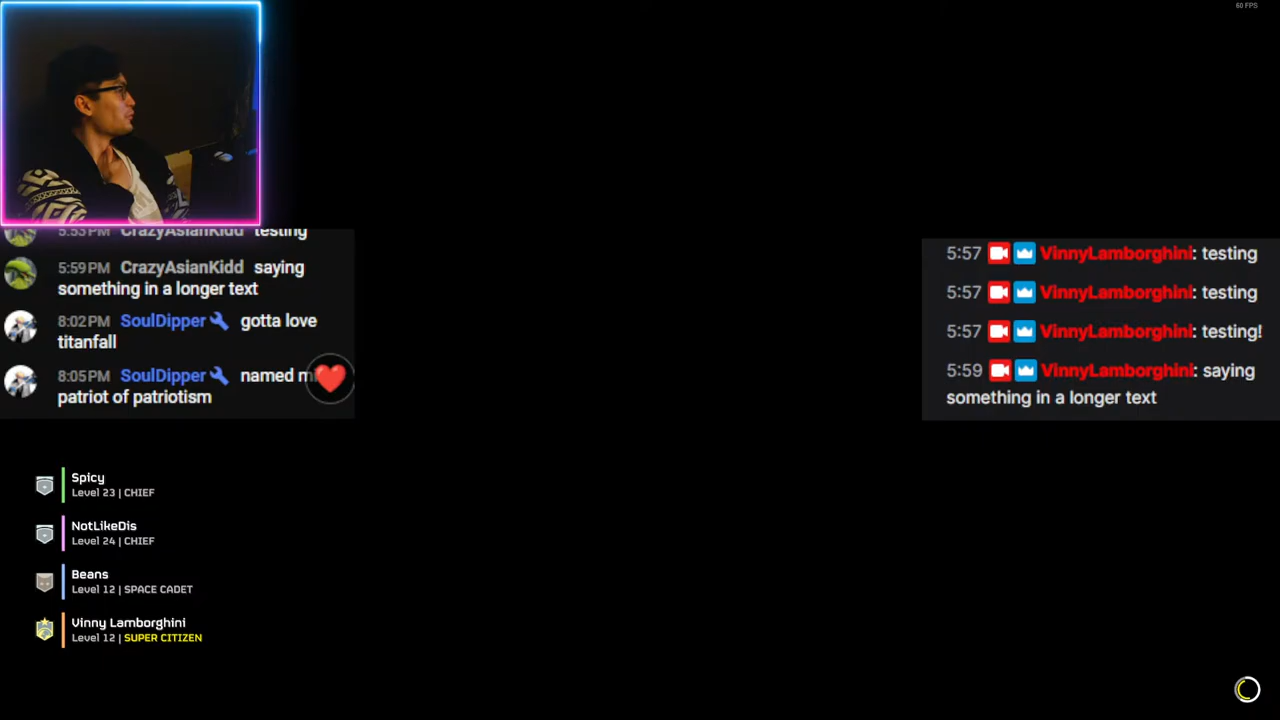 60 FPS
5:53 PM CrazyAsianKidd testing
5:59 PM CrazyAsianKidd saying
something in a longer text
8:02 PM SoulDipper gotta love
titanfall
8:05 PM SoulDipper named
patriot of patriotism
5:57 VinnyLamborghini: testing
5:57 VinnyLamborghini: testing
5:57 VinnyLamborghini: testing!
5:59 VinnyLamborghini: saying
something in a longer text
Spicy
Level 23 | CHIEF
NotLikeDis
Level 24 | CHIEF
Beans
Level 12 | SPACE CADET
Vinny Lamborghini
Level 12 | SUPER CITIZEN